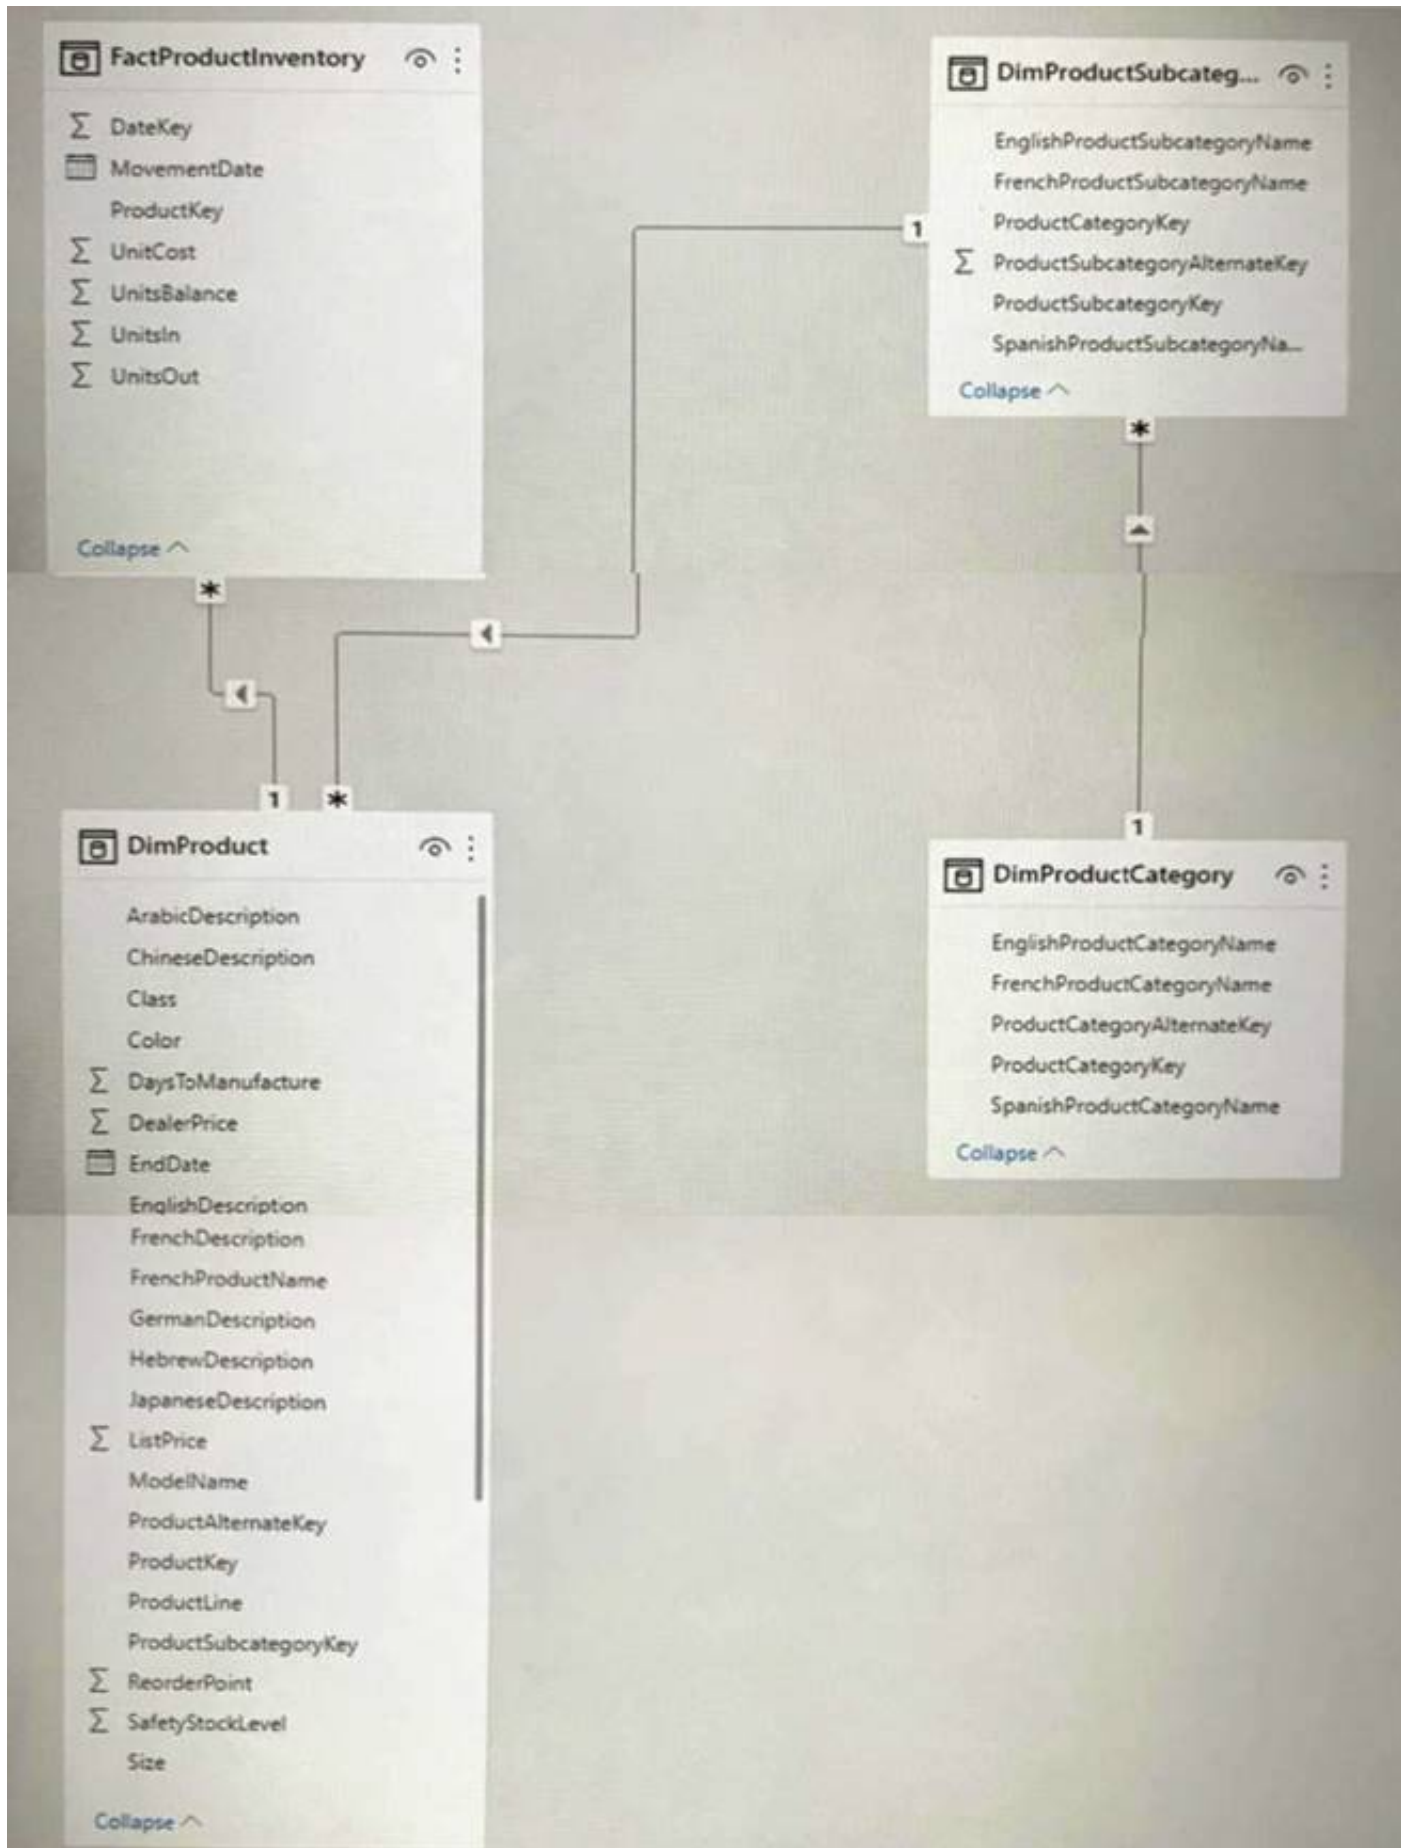 FactProductInventory
DateKey
MovementDate
ProductKey
UnitCost
UnitsBalance
UnitsIn
UnitsOut
Collapse
*
1
DimProductSubcateg...
EnglishProductSubcategoryName
FrenchProductSubcategoryName
ProductCategoryKey
ProductSubcategoryAlternateKey
ProductSubcategoryKey
SpanishProductSubcategoryNa...
Collapse
*
1
*
DimProduct
ArabicDescription
ChineseDescription
Class
Color
DaysToManufacture
DealerPrice
EndDate
EnglishDescription
FrenchDescription
FrenchProductName
GermanDescription
HebrewDescription
JapaneseDescription
ListPrice
ModelName
ProductAlternateKey
ProductKey
ProductLine
ProductSubcategoryKey
ReorderPoint
SafetyStockLevel
Size
Collapse
1
DimProductCategory
EnglishProductCategoryName
FrenchProductCategoryName
ProductCategoryAlternateKey
ProductCategoryKey
SpanishProductCategoryName
Collapse